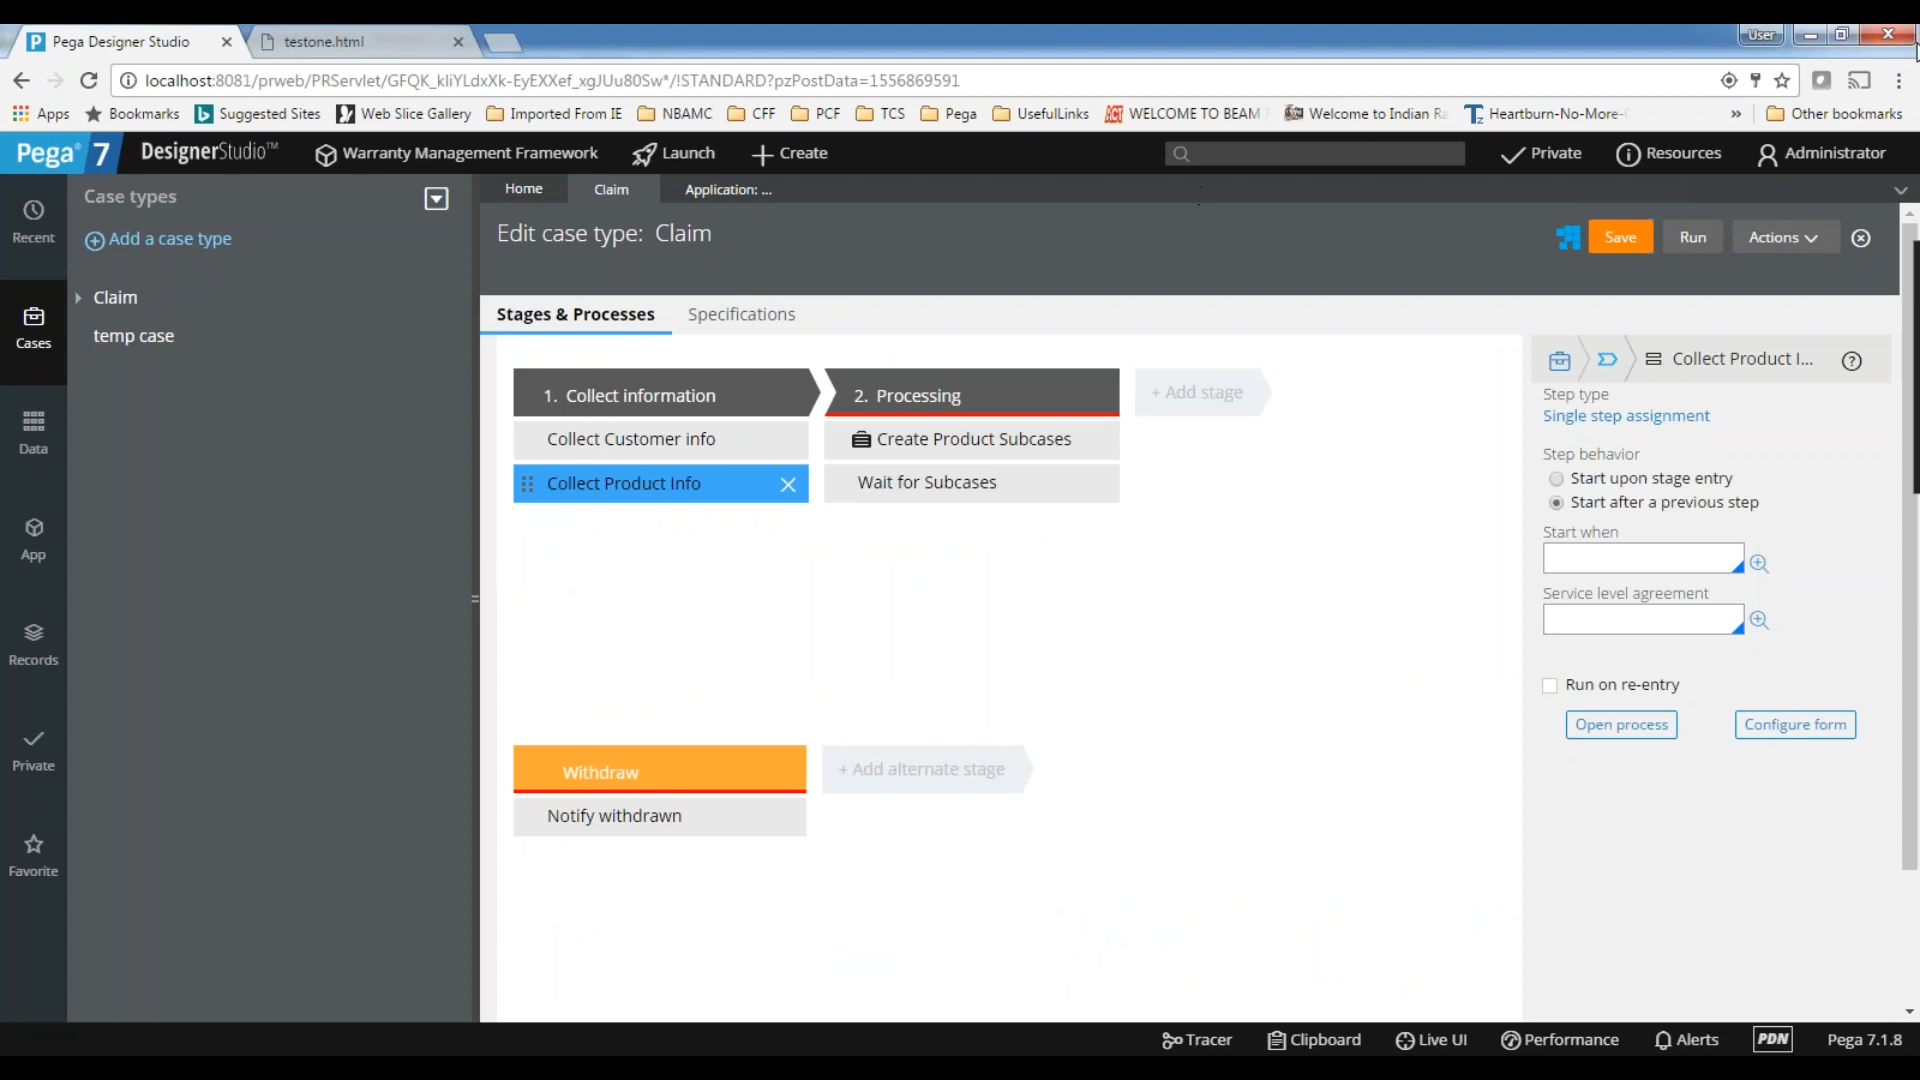 Pega Designer Studio
testone.html
User
localhost:8081/prweb/PRServlet/GFQK_kliYLdxXk-EyEXXef_xgJUu80Sw*/!STANDARD?pzPostData=1556869591
Apps Bookmarks Suggested Sites Web Slice Gallery Imported From IE NBAMC CFF PCF TCS Pega UsefulLinks WELCOME TO BEAM Welcome to Indian Ra Heartburn-No-More- » Other bookmarks
Pega 7 DesignerStudio™ Warranty Management Framework Launch Create Private Resources Administrator
Recent
Cases
Data
App
Records
Private
Favorite
Case types
Add a case type
Claim
temp case
Home Claim Application: ...
Edit case type: Claim
Save Run Actions
Stages & Processes Specifications
1. Collect information
Collect Customer info
Collect Product Info
2. Processing
Create Product Subcases
Wait for Subcases
+ Add stage
Withdraw
Notify withdrawn
+ Add alternate stage
Collect Product I...
Step type
Single step assignment
Step behavior
Start upon stage entry
Start after a previous step
Start when
Service level agreement
Run on re-entry
Open process Configure form
Tracer Clipboard Live UI Performance Alerts PDN Pega 7.1.8